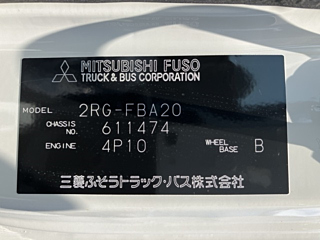 MITSUBISHI FUSO
TRUCK & BUS CORPORATION
MODEL 2RG-FBA20
CHASSIS NO. 611474
ENGINE 4P10 WHEEL BASE B
三菱ふそうトラック・バス株式会社